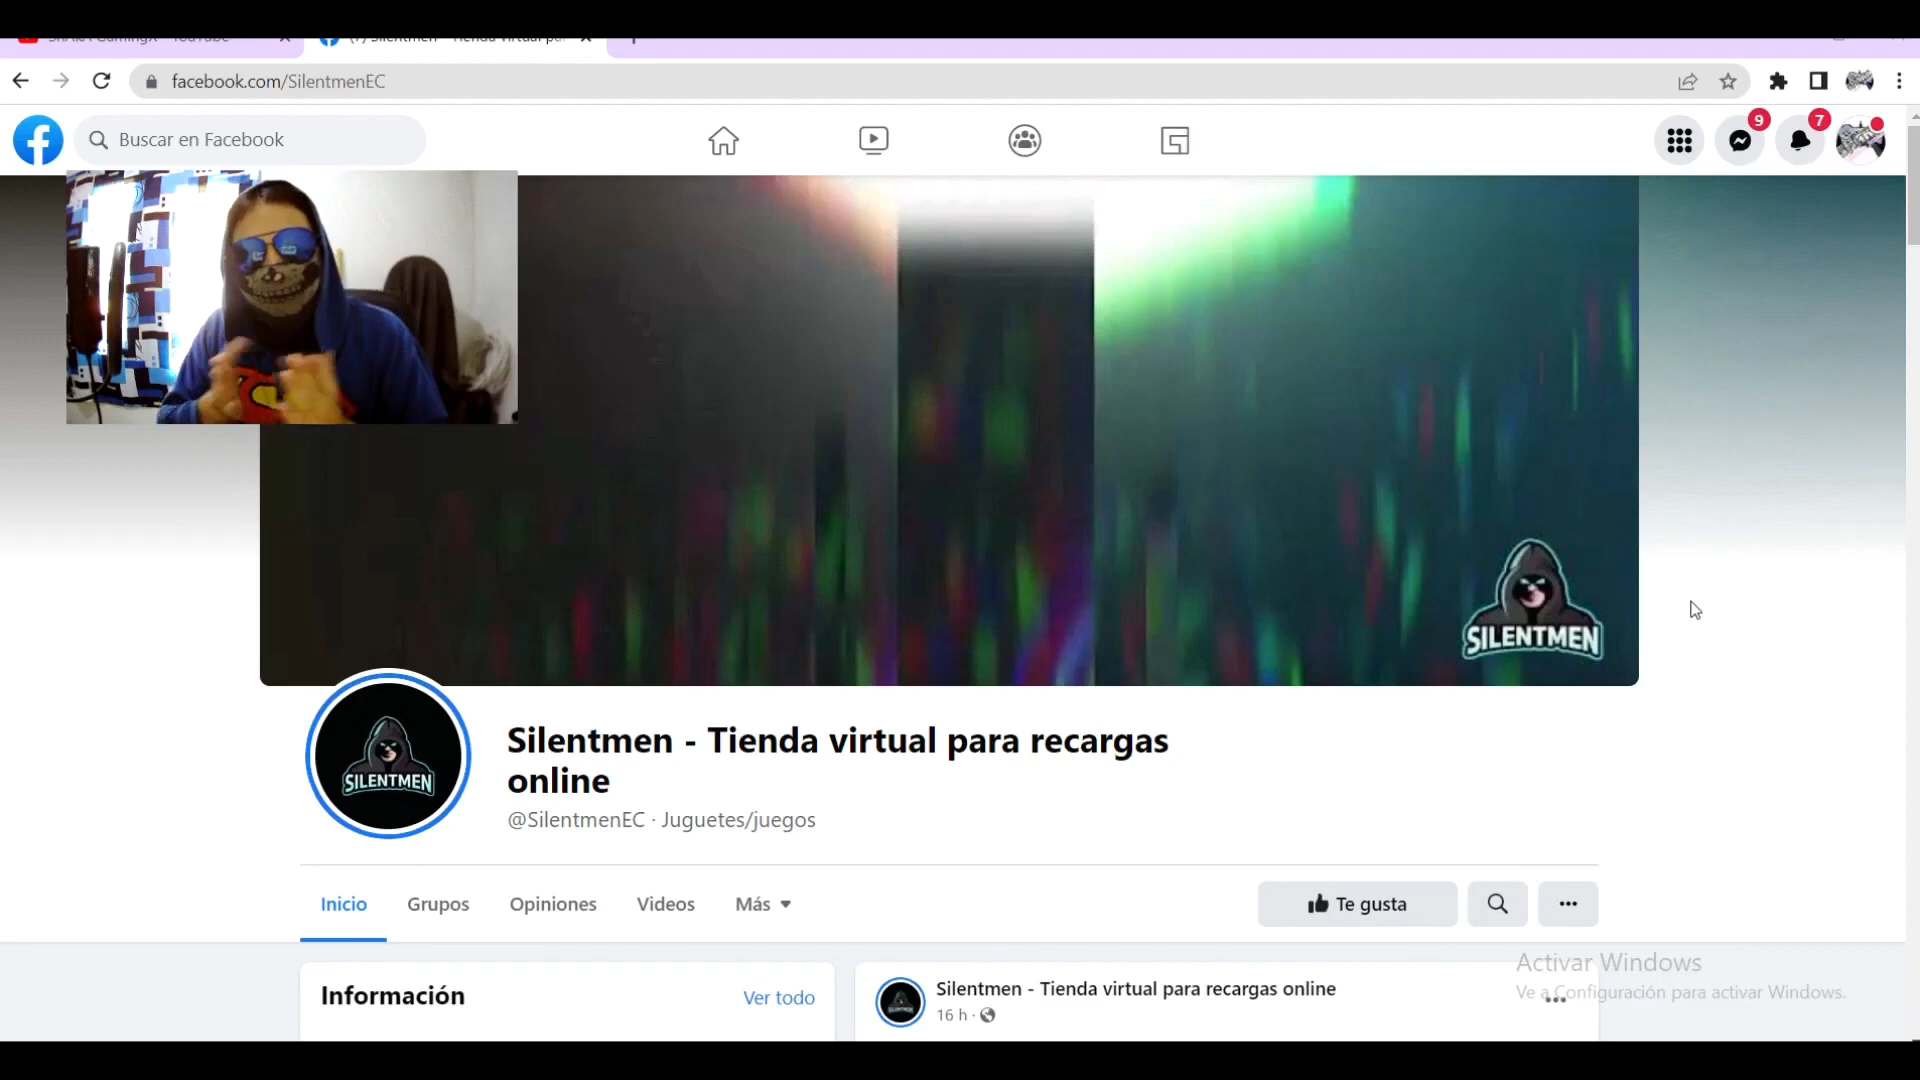 facebook.com/SilentmenEC
Buscar en Facebook
9
7
SILENTMEN
SILENTMEN
Silentmen - Tienda virtual para recargas
online
@SilentmenEC · Juguetes/juegos
Inicio
Grupos
Opiniones
Videos
Más
Te gusta
Información
Ver todo
Silentmen - Tienda virtual para recargas online
16 h ·
Activar Windows
Ve a Configuración para activar Windows.